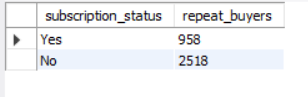 subscription_status repeat_buyers
Yes 958
No 2518